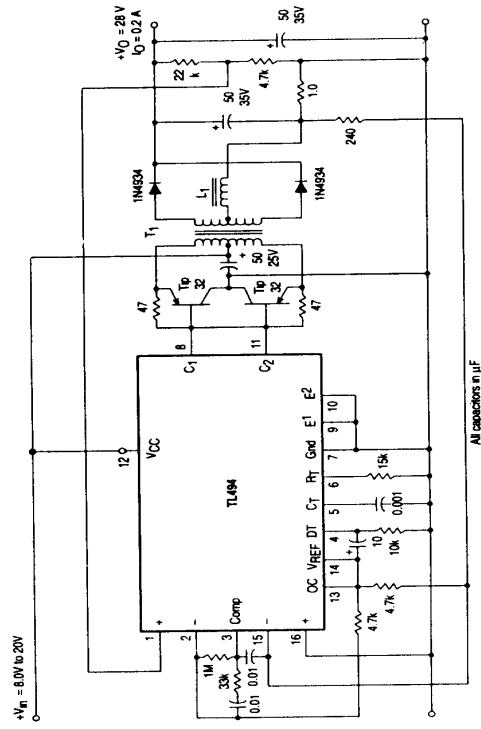 +Vin = 8.0V to 20V
+VO = 28 V
IO = 0.2 A
12
VCC
TL494
1
+
2
-
3
Comp
15
-
16
+
8
C1
11
C2
OC
13
VREF
14
DT
4
CT
5
RT
6
Gnd
7
E1
9
E2
10
1M
33k
0.01
0.01
4.7k
4.7k
+
10
10k
0.001
15k
47
Tip
32
Tip
32
47
+
50
25V
T1
1N4934
L1
1N4934
+
50
35V
22
k
4.7k
1.0
240
+
50
35V
All capacitors in µF